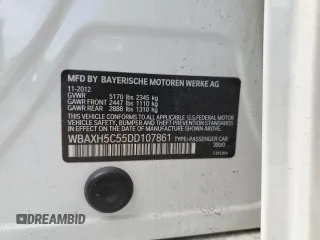 MFD BY BAYERISCHE MOTOREN WERKE AG
11-2012
GVWR 5170 lbs 2345 kg
GAWR FRONT 2447 lbs 1110 kg
GAWR REAR 2888 lbs 1310 kg
THIS VEHICLE CONFORMS TO ALL APPLICABLE U.S. FEDERAL MOTOR
VEHICLE SAFETY, BUMPER AND THEFT PREVENTION STANDARDS IN
EFFECT ON THE DATE OF MANUFACTURE SHOWN ABOVE.
WBAXH5C55DD107861 TYPE: PASSENGER CAR
DIDREAMBID
dreambid.com